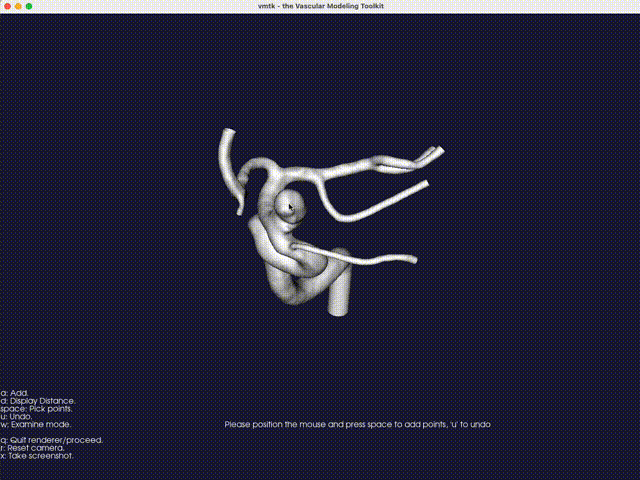 vmtk - the Vascular Modeling Toolkit
a: Add.
d: Display Distance.
space: Pick points.
u: Undo.
w: Examine mode.
Please position the mouse and press space to add points, 'u' to undo
q: Quit renderer/proceed.
r: Reset camera.
x: Take screenshot.